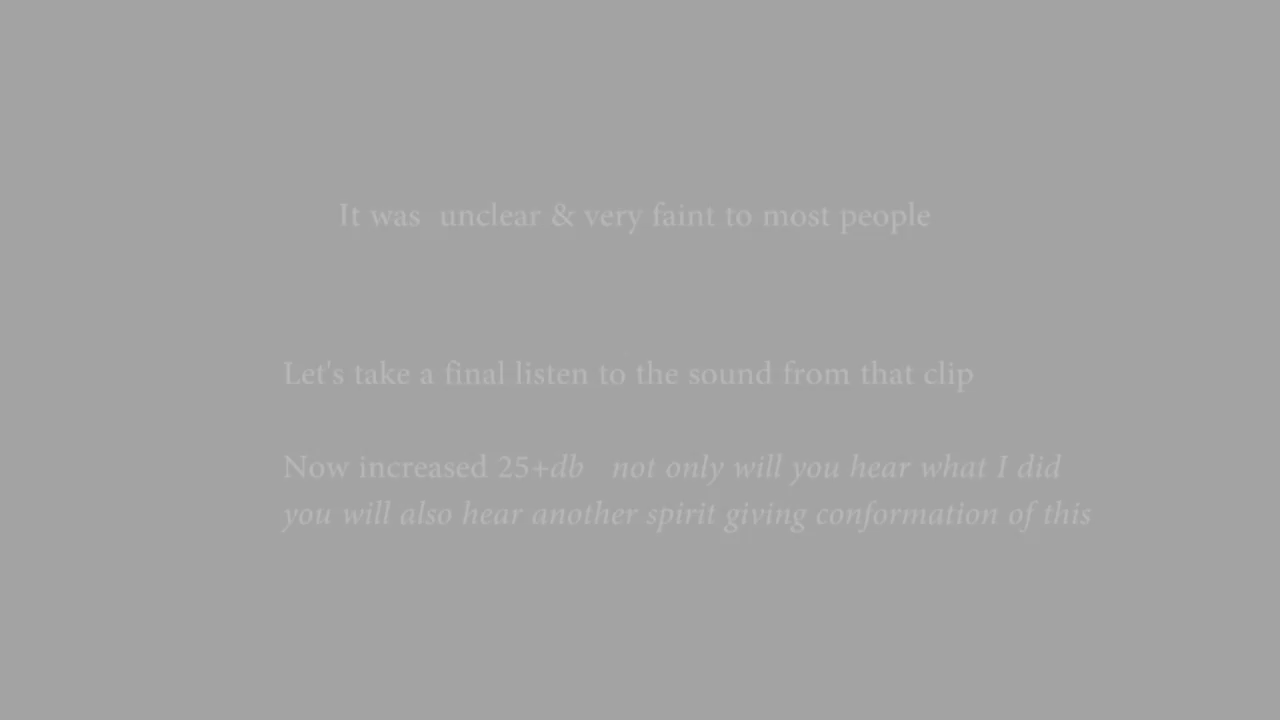 It was  unclear & very faint to most people
Let's take a final listen to the sound from that clip
Now increased 25+db   not only will you hear what I did
you will also hear another spirit giving conformation of this